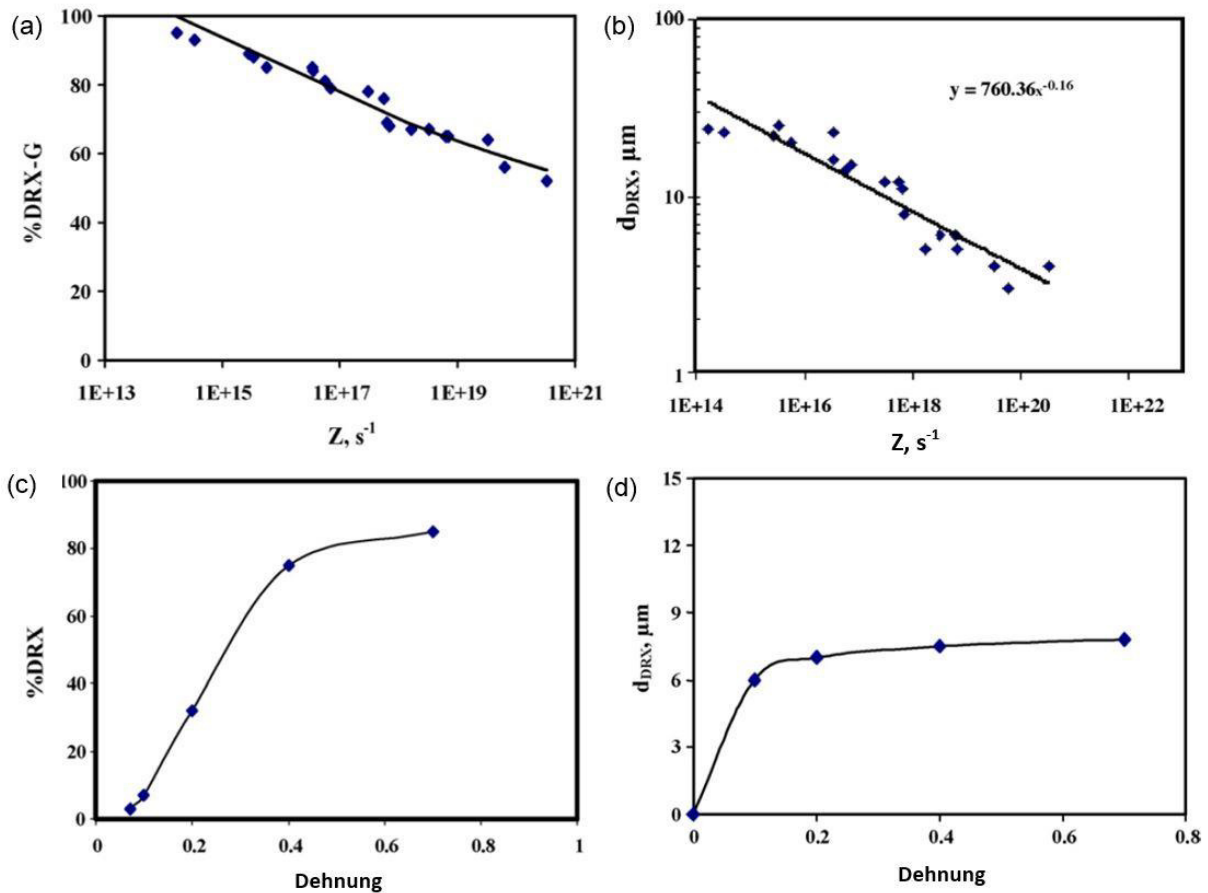 (a)
100
80
60
40
20
0
%DRX-G
1E+13 1E+15 1E+17 1E+19 1E+21
Z, s⁻¹
(b)
100
10
1
dDRX, μm
y = 760.36x⁻⁰·¹⁶
1E+14 1E+16 1E+18 1E+20 1E+22
Z, s⁻¹
(c)
100
80
60
40
20
0
%DRX
0 0.2 0.4 0.6 0.8 1
Dehnung
(d)
15
12
9
6
3
0
dDRX, μm
0 0.2 0.4 0.6 0.8
Dehnung